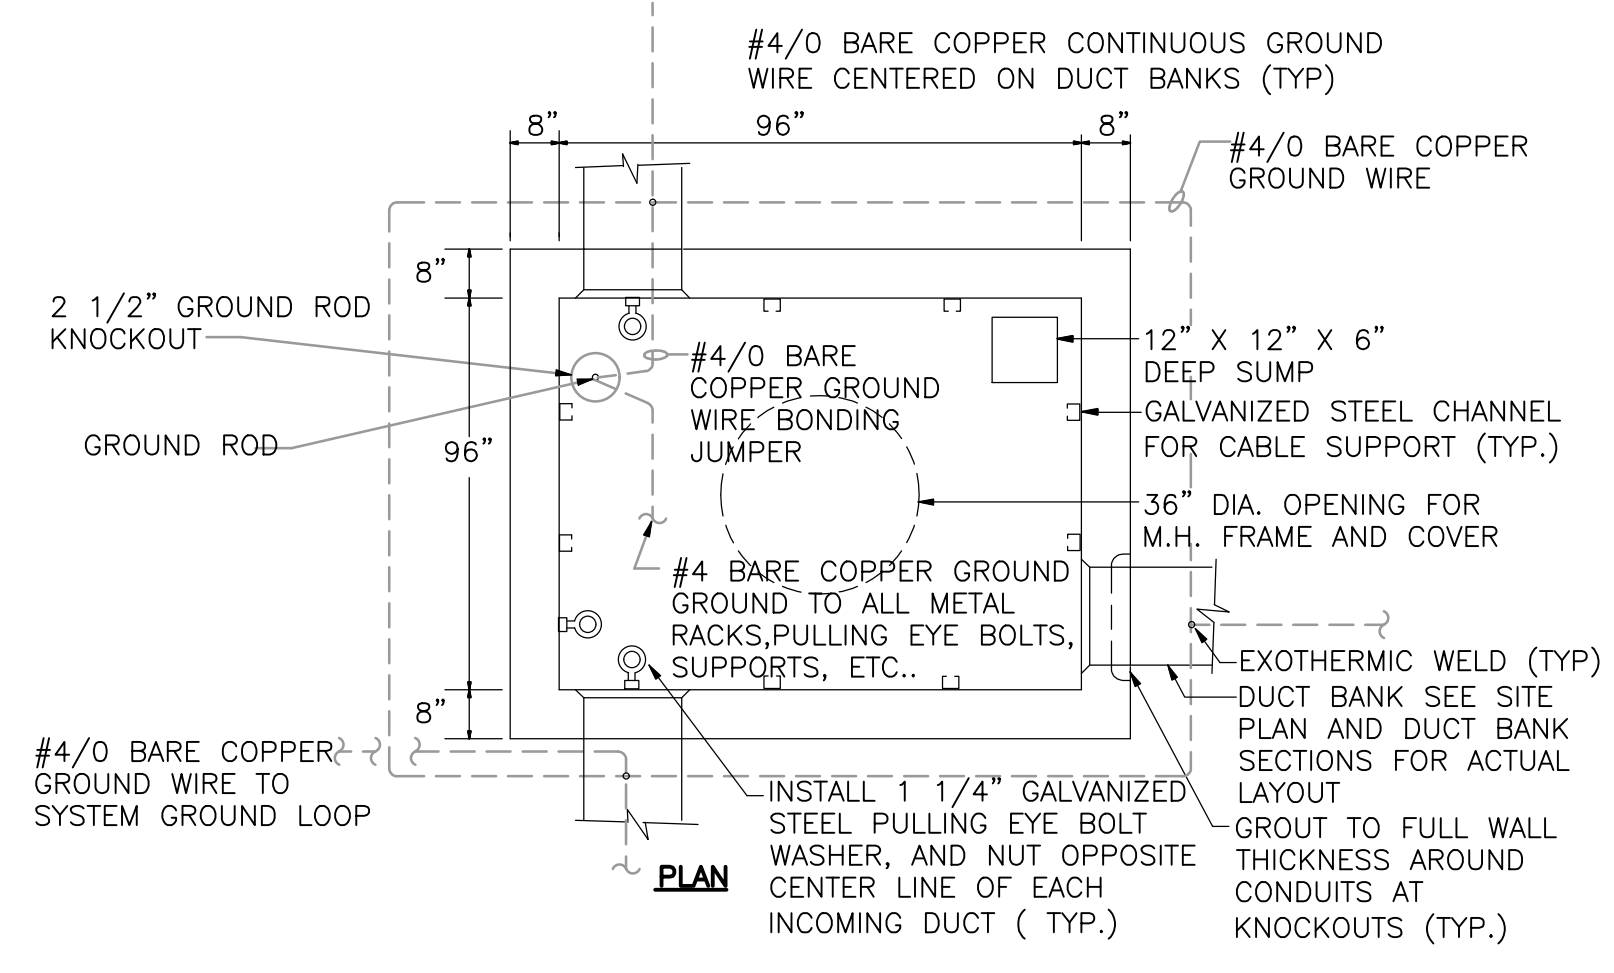 #4/0 BARE COPPER CONTINUOUS GROUND
WIRE CENTERED ON DUCT BANKS (TYP)
8”
96”
8”
#4/0 BARE COPPER
GROUND WIRE
8”
2 1/2” GROUND ROD
KNOCKOUT
#4/0 BARE
COPPER GROUND
WIRE BONDING
JUMPER
12” X 12” X 6”
DEEP SUMP
GALVANIZED STEEL CHANNEL
FOR CABLE SUPPORT (TYP.)
GROUND ROD
96”
36” DIA. OPENING FOR
M.H. FRAME AND COVER
#4 BARE COPPER GROUND
GROUND TO ALL METAL
RACKS,PULLING EYE BOLTS,
SUPPORTS, ETC..
EXOTHERMIC WELD (TYP)
DUCT BANK SEE SITE
PLAN AND DUCT BANK
SECTIONS FOR ACTUAL
LAYOUT
8”
#4/0 BARE COPPER
GROUND WIRE TO
SYSTEM GROUND LOOP
INSTALL 1 1/4” GALVANIZED
STEEL PULLING EYE BOLT
WASHER, AND NUT OPPOSITE
CENTER LINE OF EACH
INCOMING DUCT ( TYP.)
GROUT TO FULL WALL
THICKNESS AROUND
CONDUITS AT
KNOCKOUTS (TYP.)
PLAN